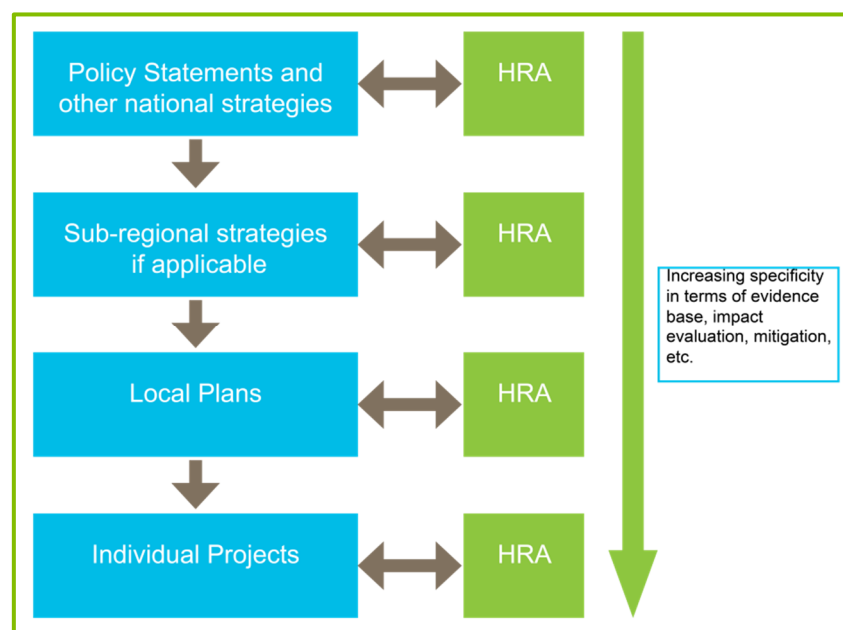 Policy Statements and
other national strategies
HRA
Sub-regional strategies
if applicable
HRA
Increasing specificity
in terms of evidence
base, impact
evaluation, mitigation,
etc.
Local Plans
HRA
Individual Projects
HRA